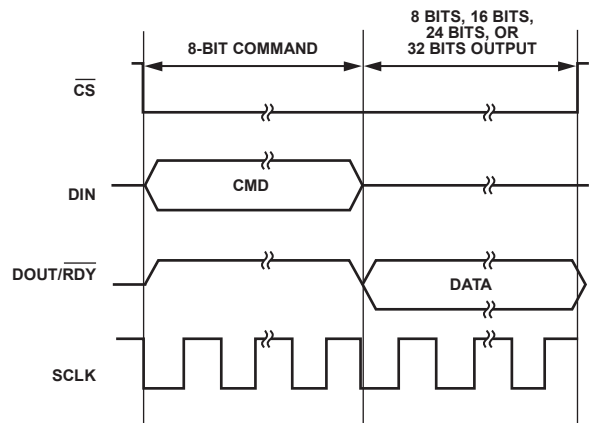 8 BITS, 16 BITS,
24 BITS, OR
32 BITS OUTPUT
8-BIT COMMAND
CS
DIN
CMD
DOUT/RDY
DATA
SCLK